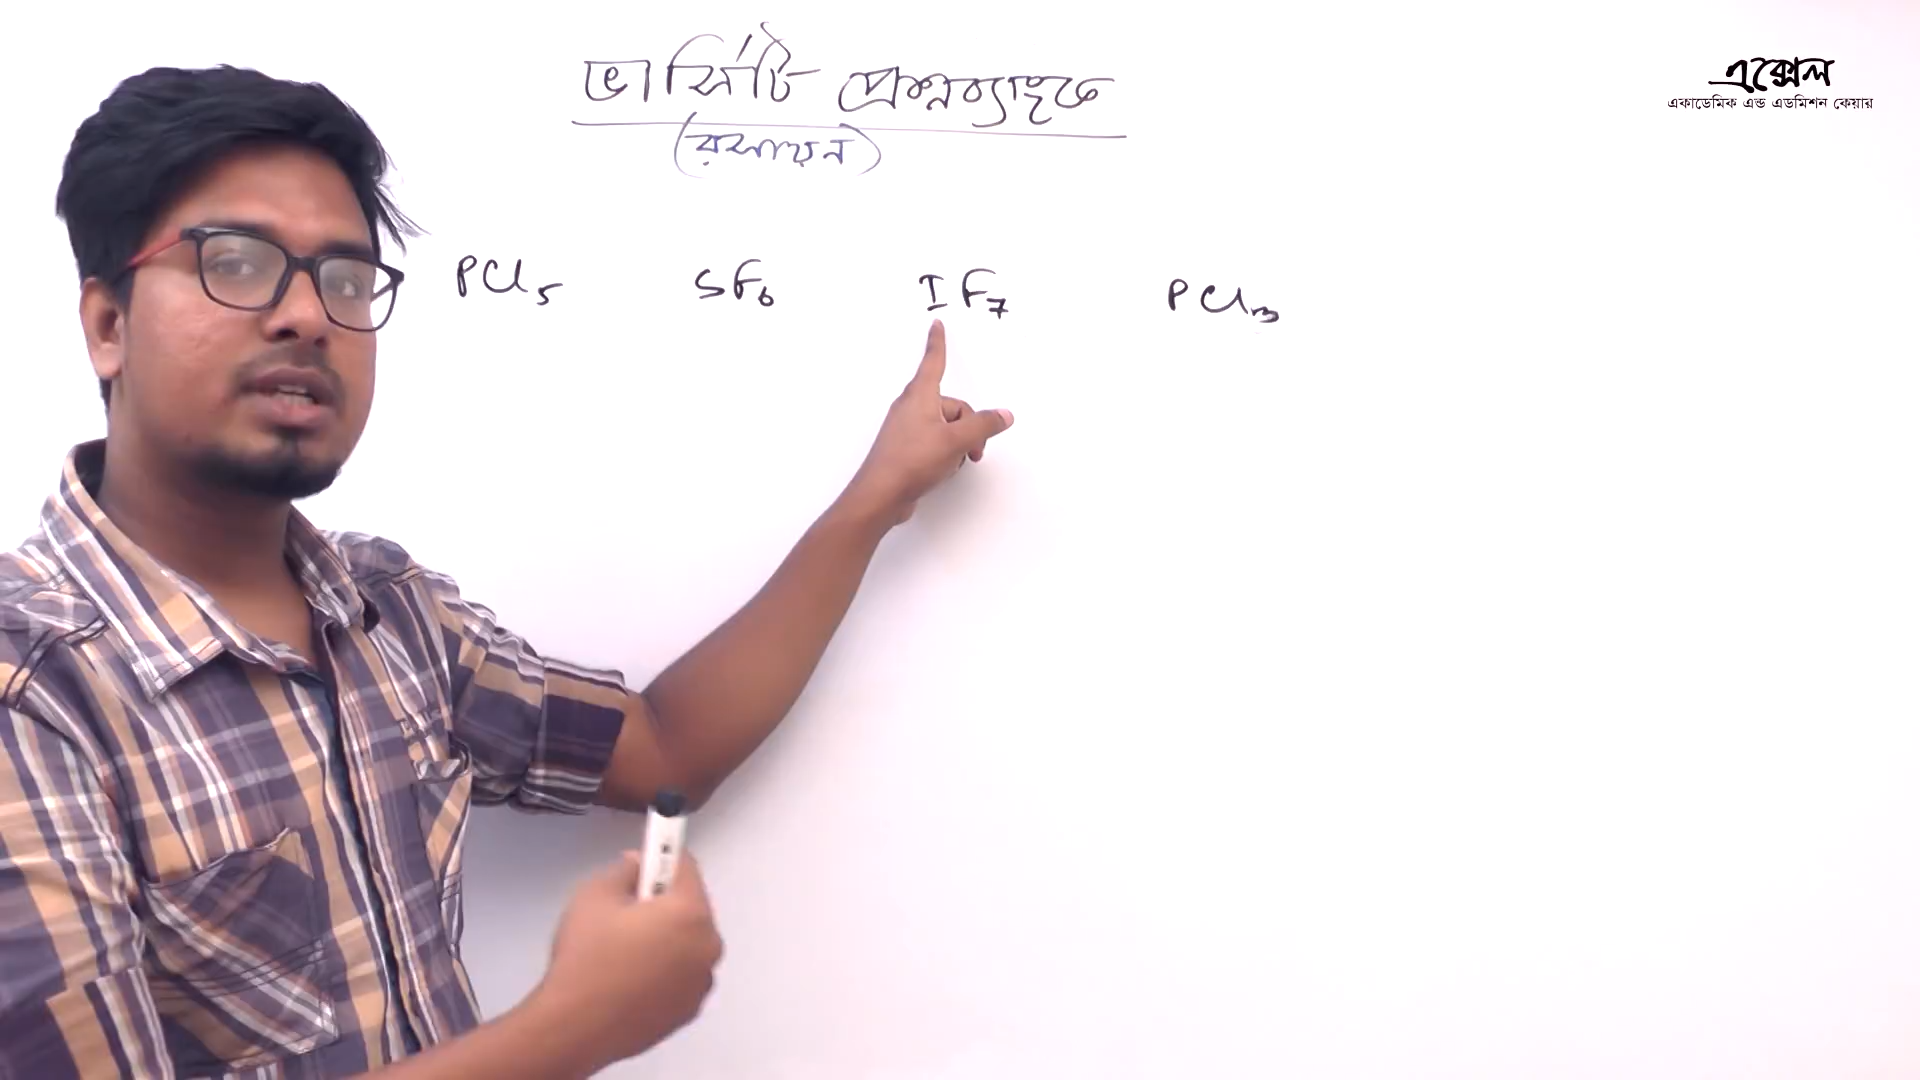 ভার্সিটি প্রশ্নব্যাংক
(রসায়ন)
PCl₅ SF₆ IF₇ PCl₃
এক্সেল
একাডেমিক এন্ড এডমিশন কেয়ার